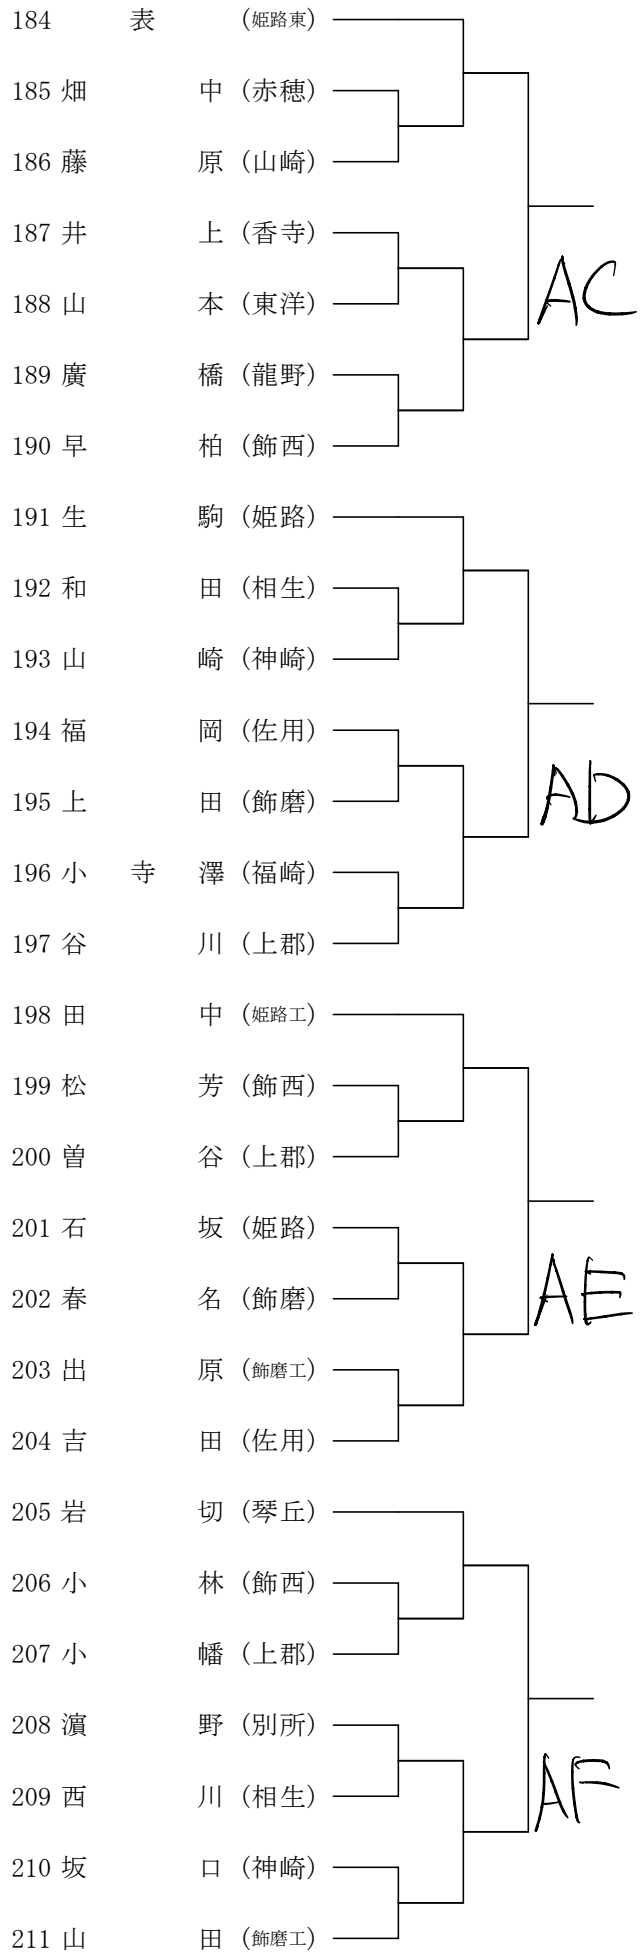 184 表 (姫路東)
185 畑 中 (赤穂)
186 藤 原 (山崎)
187 井 上 (香寺)
AC
188 山 本 (東洋)
189 廣 橋 (龍野)
190 早 柏 (飾西)
191 生 駒 (姫路)
192 和 田 (相生)
193 山 崎 (神崎)
194 福 岡 (佐用)
AD
195 上 田 (飾磨)
196 小 寺 澤 (福崎)
197 谷 川 (上郡)
198 田 中 (姫路工)
199 松 芳 (飾西)
200 曽 谷 (上郡)
201 石 坂 (姫路)
AE
202 春 名 (飾磨)
203 出 原 (飾磨工)
204 吉 田 (佐用)
205 岩 切 (琴丘)
206 小 林 (飾西)
207 小 幡 (上郡)
208 濵 野 (別所)
AF
209 西 川 (相生)
210 坂 口 (神崎)
211 山 田 (飾磨工)